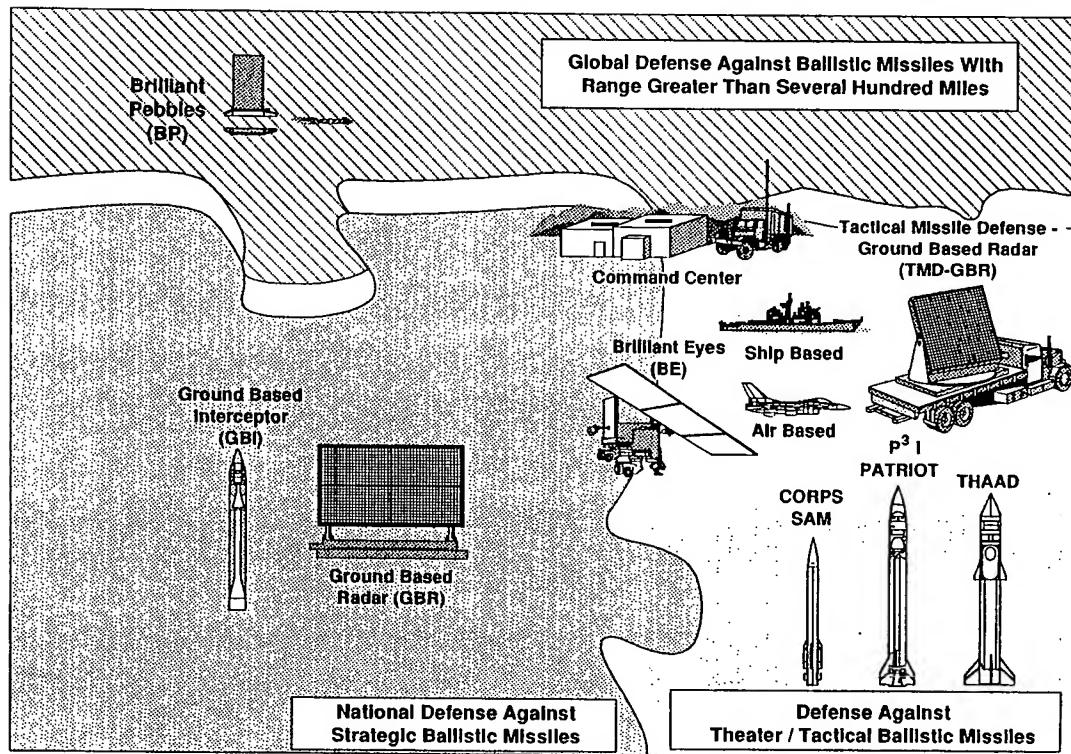 Global Defense Against Ballistic Missiles With
Range Greater Than Several Hundred Miles
Brilliant
Pebbles
(BP)
Tactical Missile Defense -
Ground Based Radar
(TMD-GBR)
Command Center
Brilliant Eyes
(BE)
Ship Based
Air Based
Ground Based
Interceptor
(GBI)
Ground Based
Radar (GBR)
P³ I
PATRIOT
THAAD
CORPS
SAM
National Defense Against
Strategic Ballistic Missiles
Defense Against
Theater / Tactical Ballistic Missiles